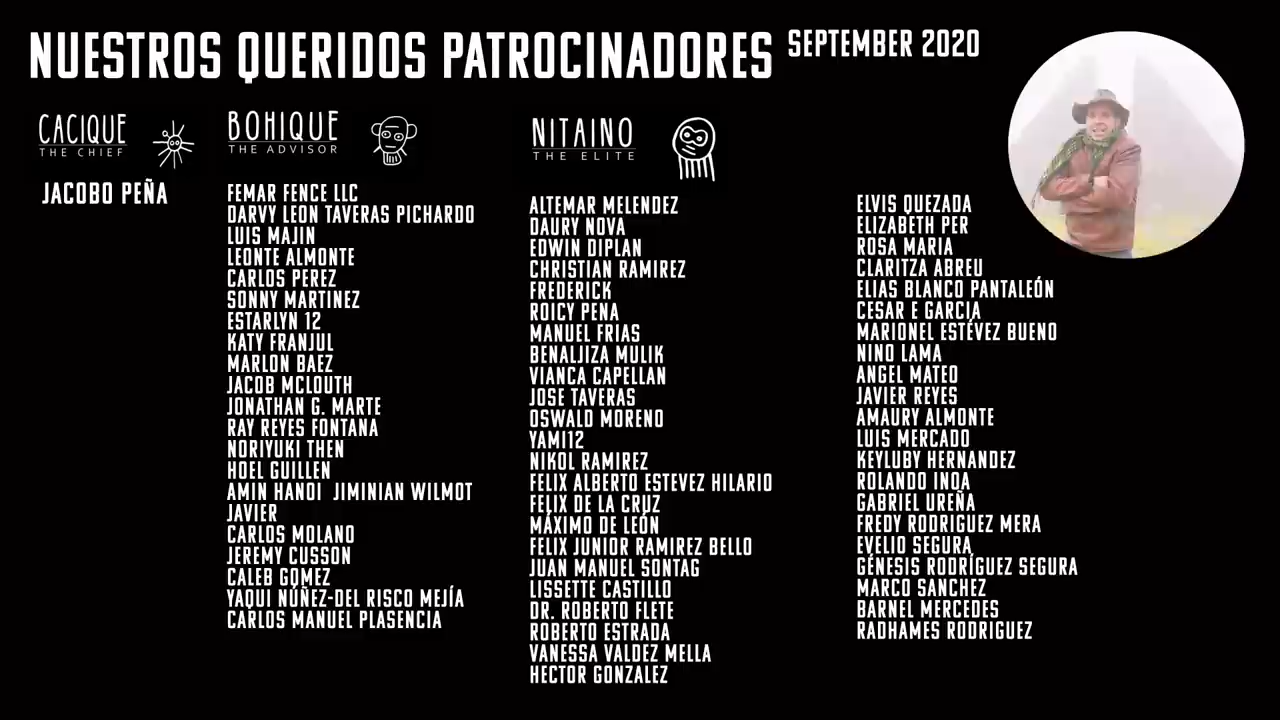 NUESTROS QUERIDOS PATROCINADORES SEPTEMBER 2020
CACIQUE
THE CHIEF
JACOBO PEÑA
BOHIQUE
THE ADVISOR
FEMAR FENCE LLC
DARVY LEON TAVERAS PICHARDO
LUIS MAJIN
LEONTE ALMONTE
CARLOS PEREZ
SONNY MARTINEZ
ESTARLYN 12
KATY FRANJUL
MARLON BAEZ
JACOB MCLOUTH
JONATHAN G. MARTE
RAY REYES FONTANA
NORIYUKI THEN
HOEL GUILLEN
AMIN HANDI JIMINIAN WILMOT
JAVIER
CARLOS MOLANO
JEREMY CUSSON
CALEB GOMEZ
YAQUI NÚÑEZ-DEL RISCO MEJÍA
CARLOS MANUEL PLASENCIA
NITAINO
THE ELITE
ALTEMAR MELENDEZ
DAURY NOVA
EDWIN DIPLAN
CHRISTIAN RAMIREZ
FREDERICK
ROICY PENA
MANUEL FRIAS
BENALJIZA MULIK
VIANCA CAPELLAN
JOSE TAVERAS
OSWALD MORENO
YAMI12
NIKOL RAMIREZ
FELIX ALBERTO ESTEVEZ HILARIO
FELIX DE LA CRUZ
MÁXIMO DE LEÓN
FELIX JUNIOR RAMIREZ BELLO
JUAN MANUEL SONTAG
LISSETTE CASTILLO
DR. ROBERTO FLETE
ROBERTO ESTRADA
VANESSA VALDEZ MELLA
HECTOR GONZALEZ
ELVIS QUEZADA
ELIZABETH PER
ROSA MARIA
CLARITZA ABREU
ELIAS BLANCO PANTALEÓN
CESAR E GARCIA
MARIONEL ESTÉVEZ BUENO
NINO LAMA
ANGEL MATEO
JAVIER REYES
AMAURY ALMONTE
LUIS MERCADO
KEYLUBY HERNANDEZ
ROLANDO INOA
GABRIEL UREÑA
FREDY RODRIGUEZ MERA
EVELIO SEGURA
GÉNESIS RODRÍGUEZ SEGURA
MARCO SANCHEZ
BARNEL MERCEDES
RADHAMES RODRIGUEZ